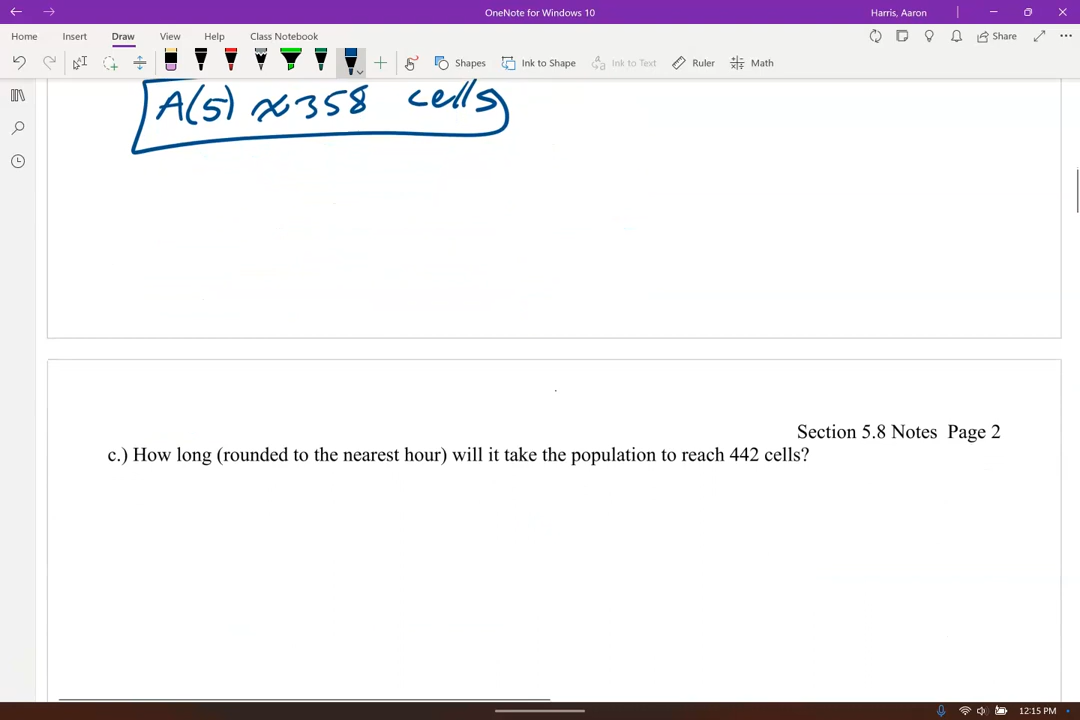 OneNote for Windows 10
Harris, Aaron
Home Insert Draw View Help Class Notebook
Share
Shapes Ink to Shape Ink to Text Ruler Math
A(5) ≈ 358 cells
Section 5.8 Notes Page 2
c.) How long (rounded to the nearest hour) will it take the population to reach 442 cells?
12:15 PM